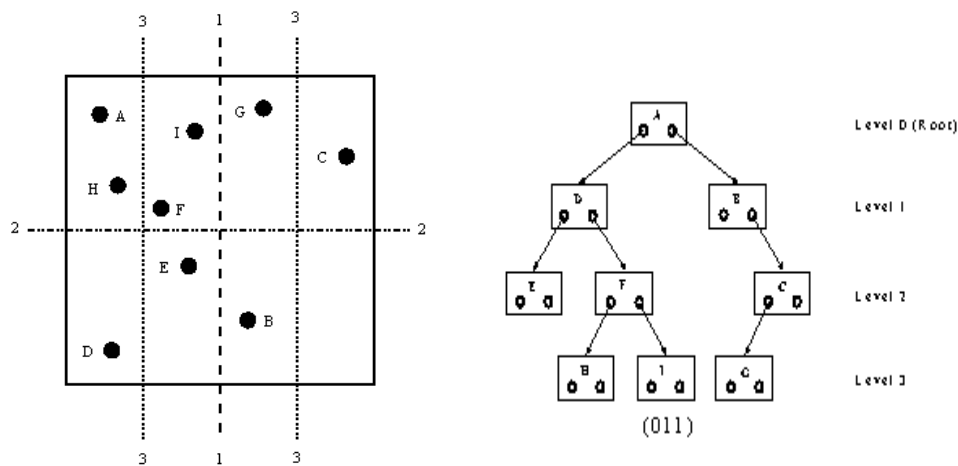 3 1 3
G
A
I
C
H
F
2 2
E
B
D
3 1 3
A Level 0 (Root)
D B Level 1
E F C Level 2
H I G Level 3
(011)